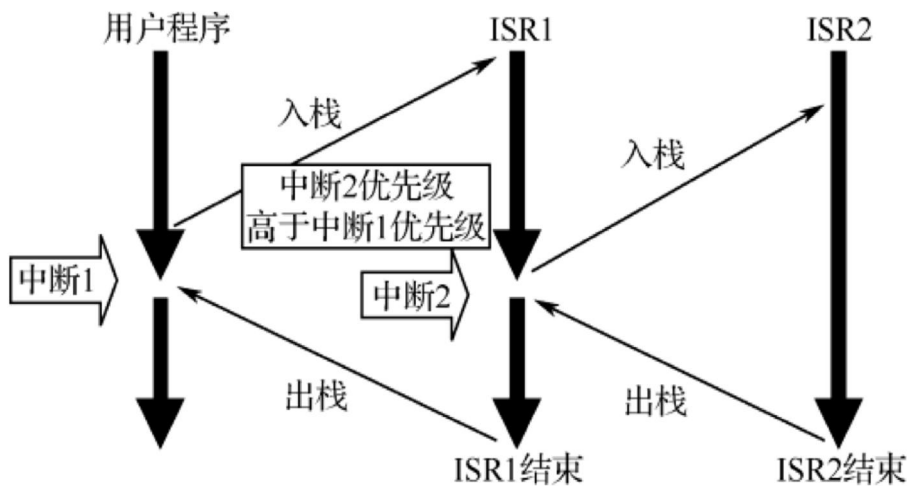 用户程序
ISR1
ISR2
入栈
入栈
中断2优先级
高于中断1优先级
中断1
中断2
出栈
出栈
ISR1结束
ISR2结束